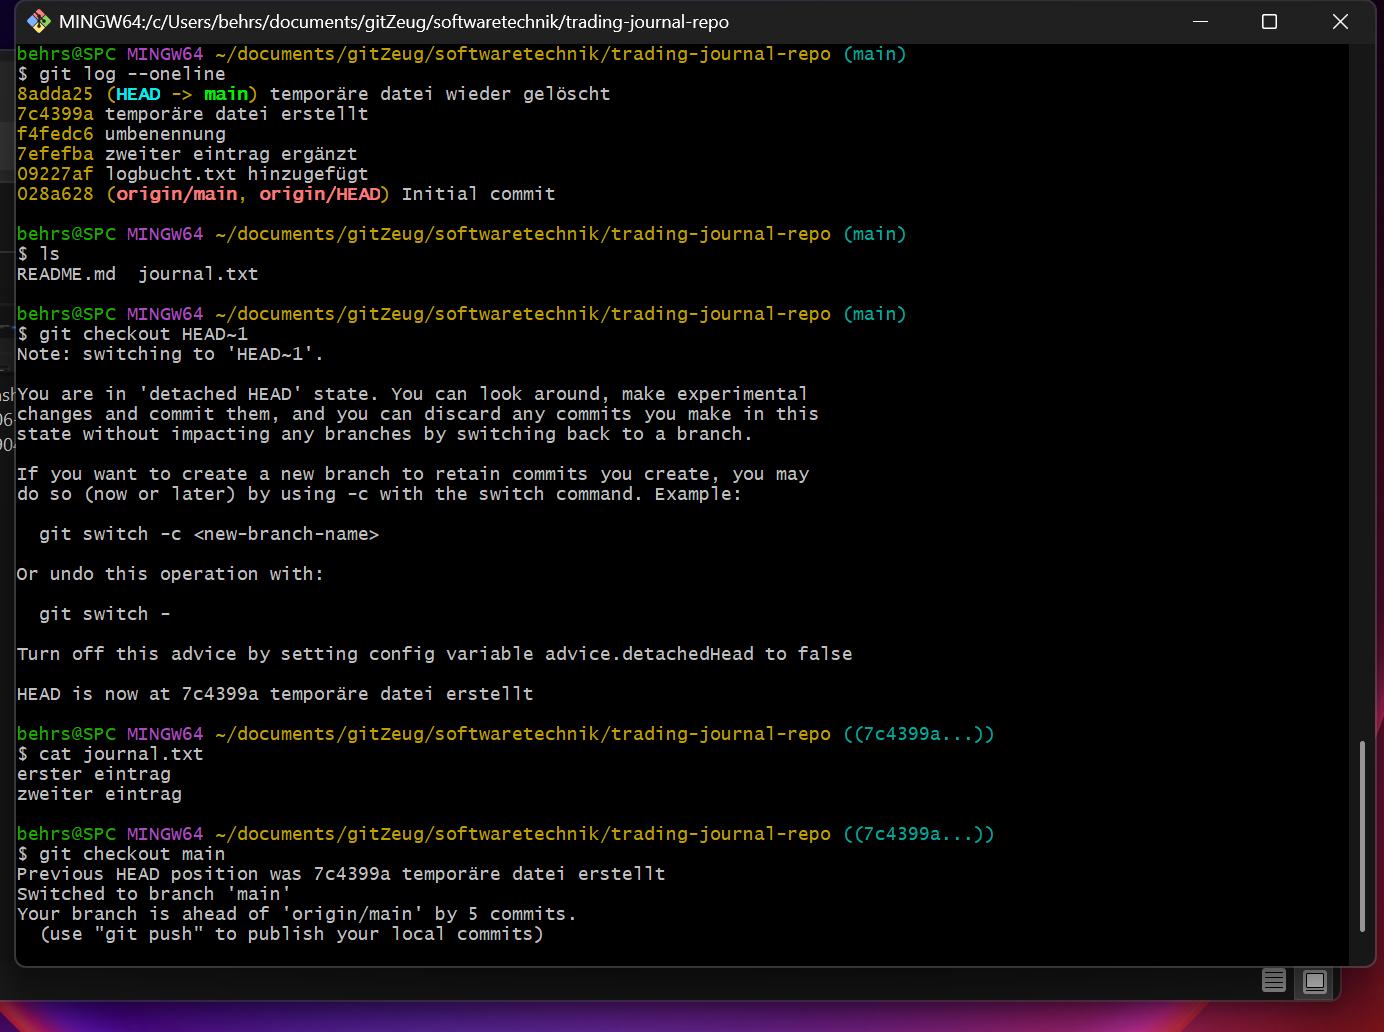 MINGW64:/c/Users/behrs/documents/gitZeug/softwaretechnik/trading-journal-repo
behrs@SPC MINGW64 ~/documents/gitZeug/softwaretechnik/trading-journal-repo (main)
$ git log --oneline
8adda25 (HEAD -> main) temporäre datei wieder gelöscht
7c4399a temporäre datei erstellt
f4fedc6 umbenennung
7efefba zweiter eintrag ergänzt
09227af logbucht.txt hinzugefügt
028a628 (origin/main, origin/HEAD) Initial commit
behrs@SPC MINGW64 ~/documents/gitZeug/softwaretechnik/trading-journal-repo (main)
$ ls
README.md  journal.txt
behrs@SPC MINGW64 ~/documents/gitZeug/softwaretechnik/trading-journal-repo (main)
$ git checkout HEAD~1
Note: switching to 'HEAD~1'.
You are in 'detached HEAD' state. You can look around, make experimental
changes and commit them, and you can discard any commits you make in this
state without impacting any branches by switching back to a branch.
If you want to create a new branch to retain commits you create, you may
do so (now or later) by using -c with the switch command. Example:
git switch -c <new-branch-name>
Or undo this operation with:
git switch -
Turn off this advice by setting config variable advice.detachedHead to false
HEAD is now at 7c4399a temporäre datei erstellt
behrs@SPC MINGW64 ~/documents/gitZeug/softwaretechnik/trading-journal-repo ((7c4399a...))
$ cat journal.txt
erster eintrag
zweiter eintrag
behrs@SPC MINGW64 ~/documents/gitZeug/softwaretechnik/trading-journal-repo ((7c4399a...))
$ git checkout main
Previous HEAD position was 7c4399a temporäre datei erstellt
Switched to branch 'main'
Your branch is ahead of 'origin/main' by 5 commits.
(use "git push" to publish your local commits)